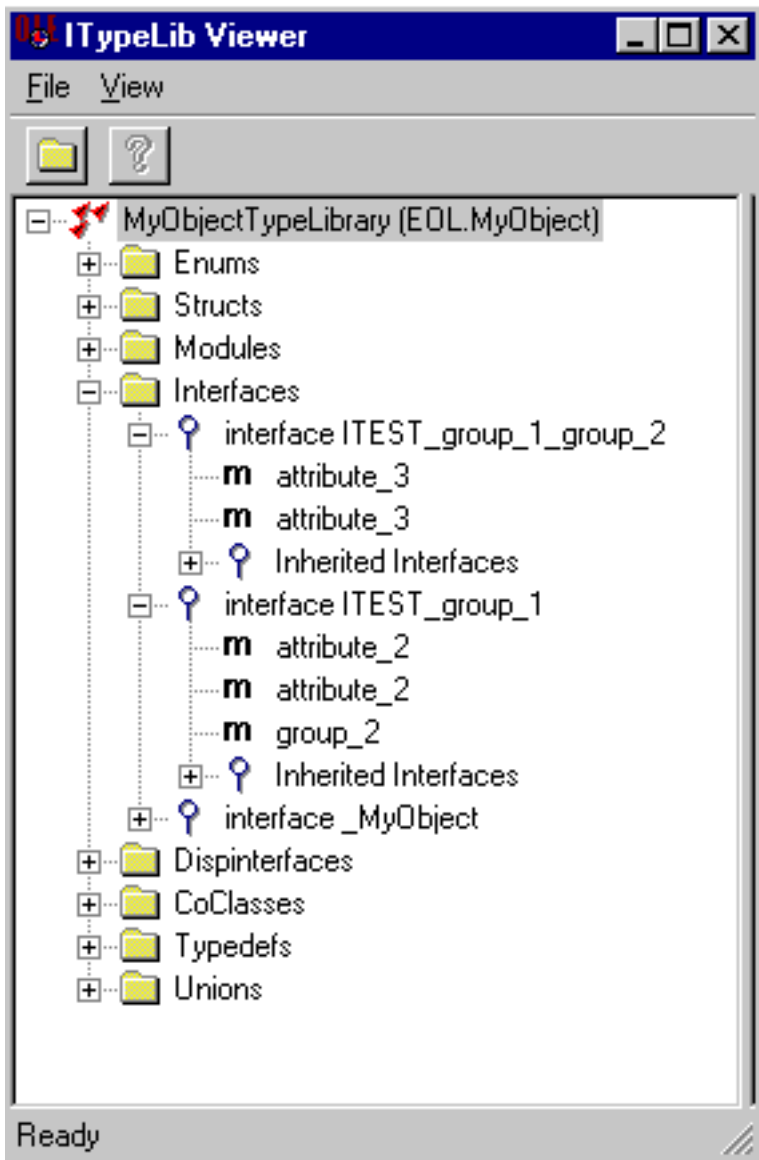 ITypeLib Viewer
File View
MyObjectTypeLibrary (EOL.MyObject)
Enums
Structs
Modules
Interfaces
interface ITEST_group_1_group_2
m attribute_3
m attribute_3
Inherited Interfaces
interface ITEST_group_1
m attribute_2
m attribute_2
m group_2
Inherited Interfaces
interface _MyObject
Dispinterfaces
CoClasses
Typedefs
Unions
Ready